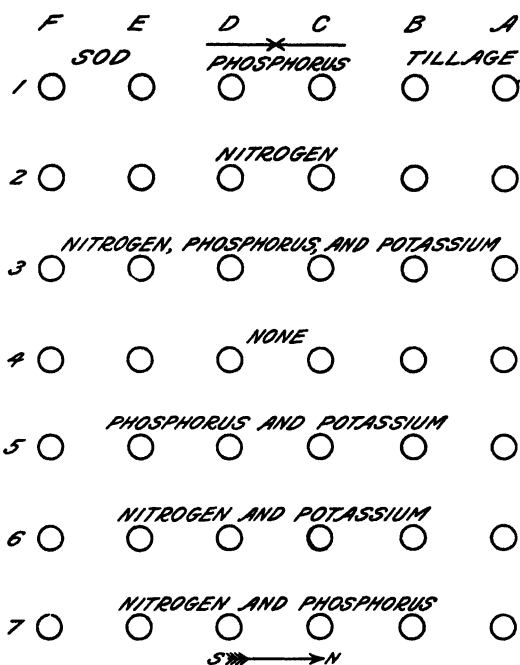 F E D C B A
SOD PHOSPHORUS TILLAGE
1
NITROGEN
2
NITROGEN, PHOSPHORUS, AND POTASSIUM
3
NONE
4
PHOSPHORUS AND POTASSIUM
5
NITROGEN AND POTASSIUM
6
NITROGEN AND PHOSPHORUS
7
S N